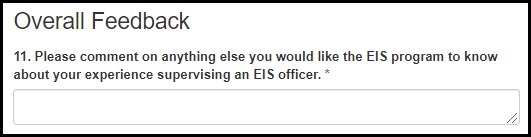 Overall Feedback
11. Please comment on anything else you would like the EIS program to know
about your experience supervising an EIS officer. *